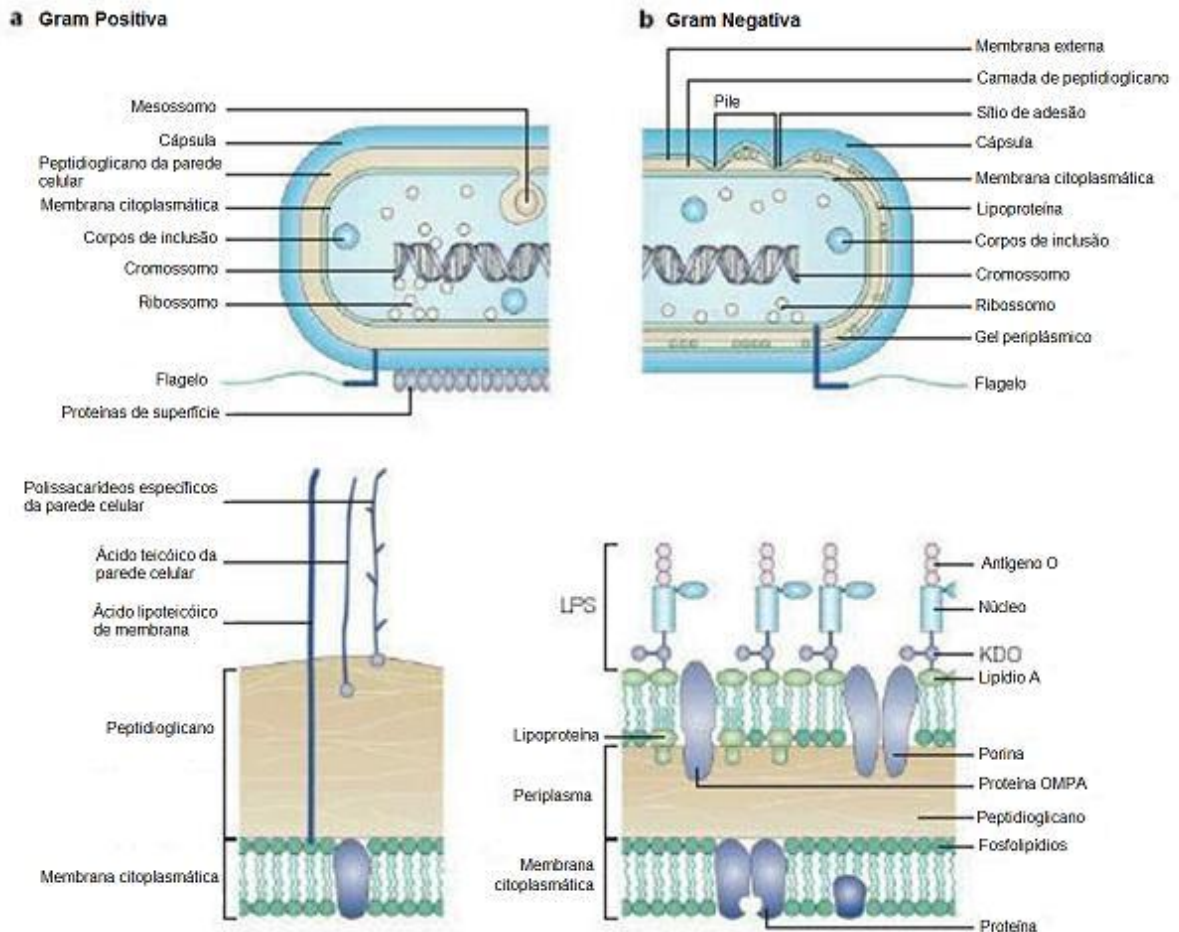 a Gram Positiva
Mesossomo
Cápsula
Peptidioglicano da parede
celular
Membrana citoplasmática
Corpos de inclusão
Cromossomo
Ribossomo
Flagelo
Proteínas de superfície
b Gram Negativa
Membrana externa
Camada de peptidioglicano
Pile
Sítio de adesão
Cápsula
Membrana citoplasmática
Lipoproteína
Corpos de inclusão
Cromossomo
Ribossomo
Gel periplásmico
Flagelo
Polissacarídeos específicos
da parede celular
Ácido teicóico da
parede celular
Ácido lipoteicóico
de membrana
Peptidioglicano
Membrana citoplasmática
LPS
Antígeno O
Núcleo
KDO
Lipídio A
Lipoproteína
Porina
Proteína OMPA
Periplasma
Peptidioglicano
Fosfolipídios
Membrana
citoplasmática
Proteína